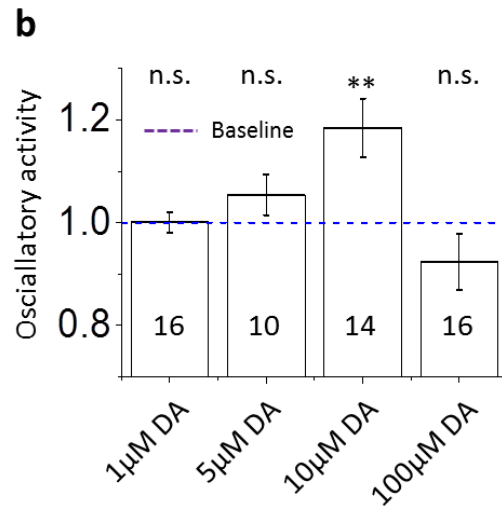 b
n.s.
n.s.
**
n.s.
1.2
Baseline
1.0
0.8
Osciallatory activity
16
10
14
16
1µM DA
5µM DA
10µM DA
100µM DA